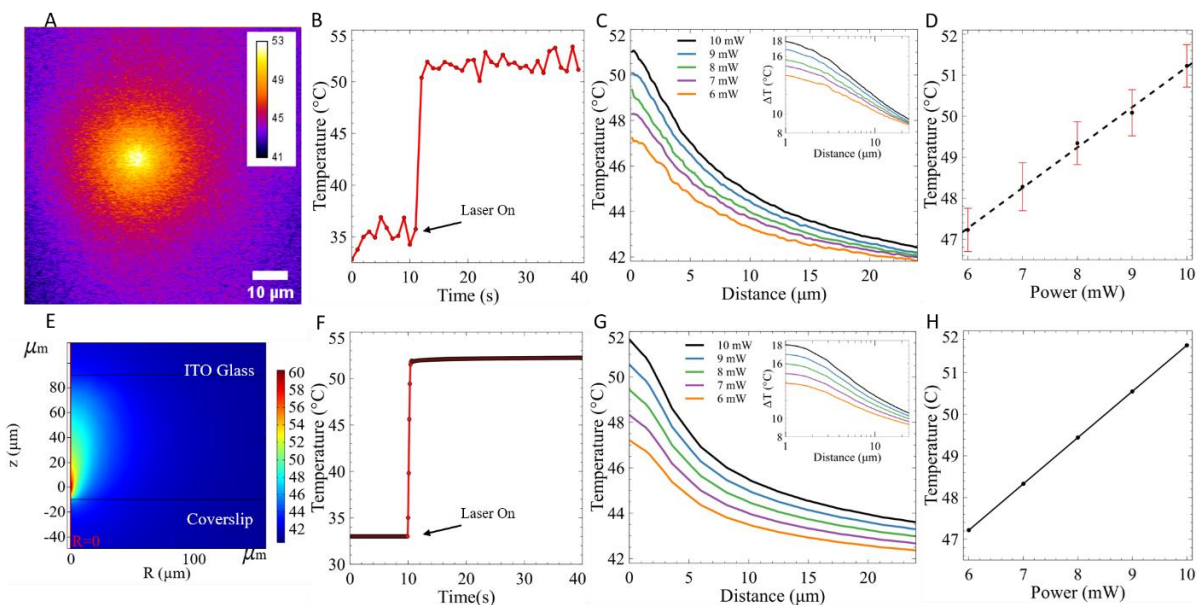 A
53
49
45
41
10 µm
B
Temperature (°C)
50
45
40
35
0 10 20 30 40
Laser On
Time (s)
C
Temperature (°C)
50
48
46
44
42
0 5 10 15 20
Distance (µm)
10 mW
9 mW
8 mW
7 mW
6 mW
ΔT (°C)
18
16
10
8
1 10
Distance (µm)
D
Temperature (°C)
52
51
50
49
48
47
6 7 8 9 10
Power (mW)
E
µm
ITO Glass
z (µm)
80
60
40
20
0
-20
-40
Coverslip
R=0
0 100
µm
R (µm)
60
58
56
54
52
50
48
46
44
42
F
Temperature (°C)
60
55
50
45
40
35
30
0 10 20 30 40
Laser On
Time(s)
G
Temperature (°C)
52
50
48
46
44
42
0 5 10 15 20
Distance (µm)
10 mW
9 mW
8 mW
7 mW
6 mW
ΔT (°C)
18
16
10
8
1 10
Distance (µm)
H
Temperature (C)
52
51
50
49
48
47
6 7 8 9 10
Power (mW)